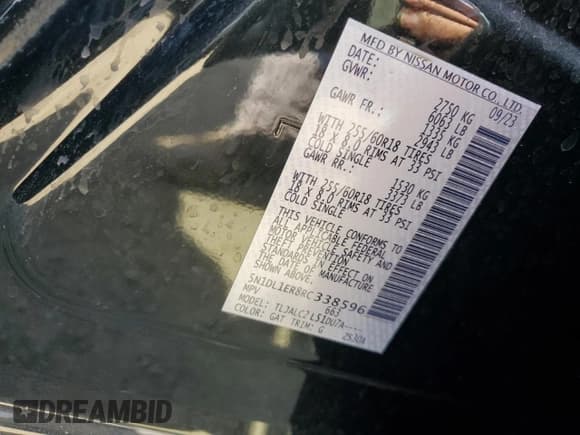 MFD BY NISSAN MOTOR CO., LTD.
DATE: 09/23
GVWR: 2750 KG
6063 LB
GAWR FR.: 1335 KG
2943 LB
WITH 255/60R18 TIRES
18 X 8.0 RIMS AT 33 PSI
COLD SINGLE
GAWR RR.: 1530 KG
3373 LB
WITH 255/60R18 TIRES
18 X 8.0 RIMS AT 33 PSI
COLD SINGLE
THIS VEHICLE CONFORMS TO
ALL APPLICABLE FEDERAL
MOTOR VEHICLE SAFETY AND
THEFT PREVENTION
STANDARDS IN EFFECT ON
THE DATE OF MANUFACTURE
SHOWN ABOVE.
5N1DL1ER8RC338596
MPV 663
MODEL: TLJALC2 L51DU7A----
COLOR: GAT TRIM: G 2530A
DREAMBID